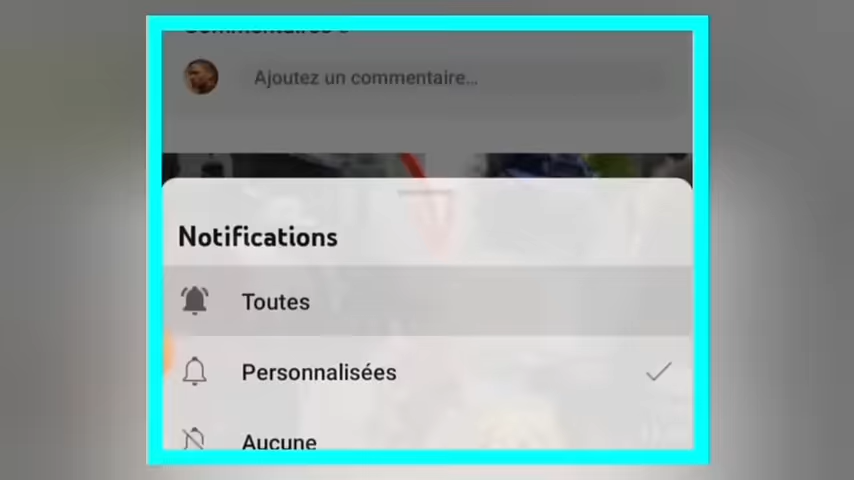 Ajoutez un commentaire...
Notifications
Toutes
Personnalisées
Aucune